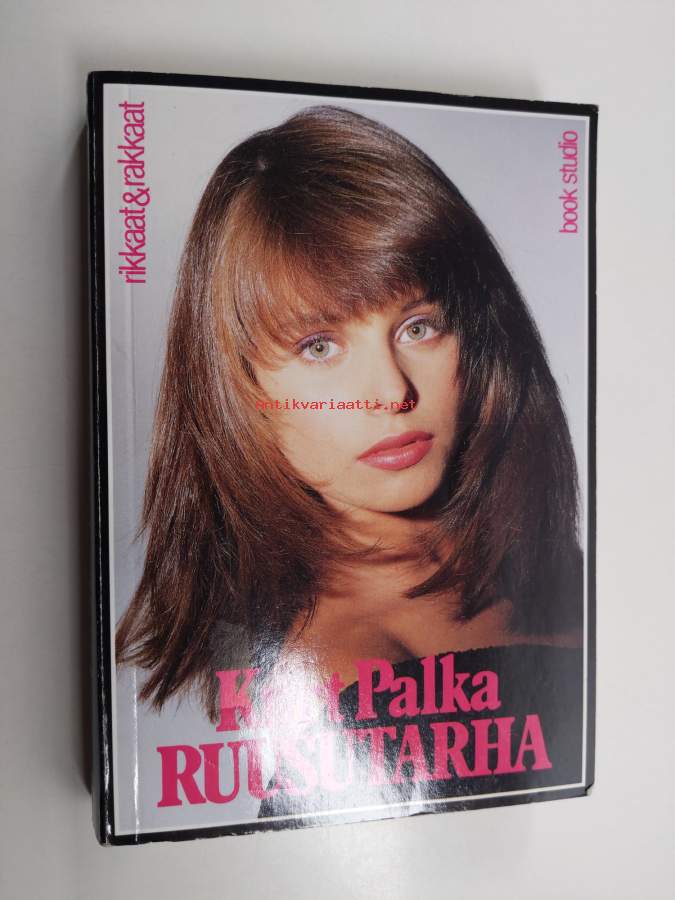 rikkaat&rakkaat
book studio
Antikvariaatti.net
Kurt Palka
RUUSUTARHA